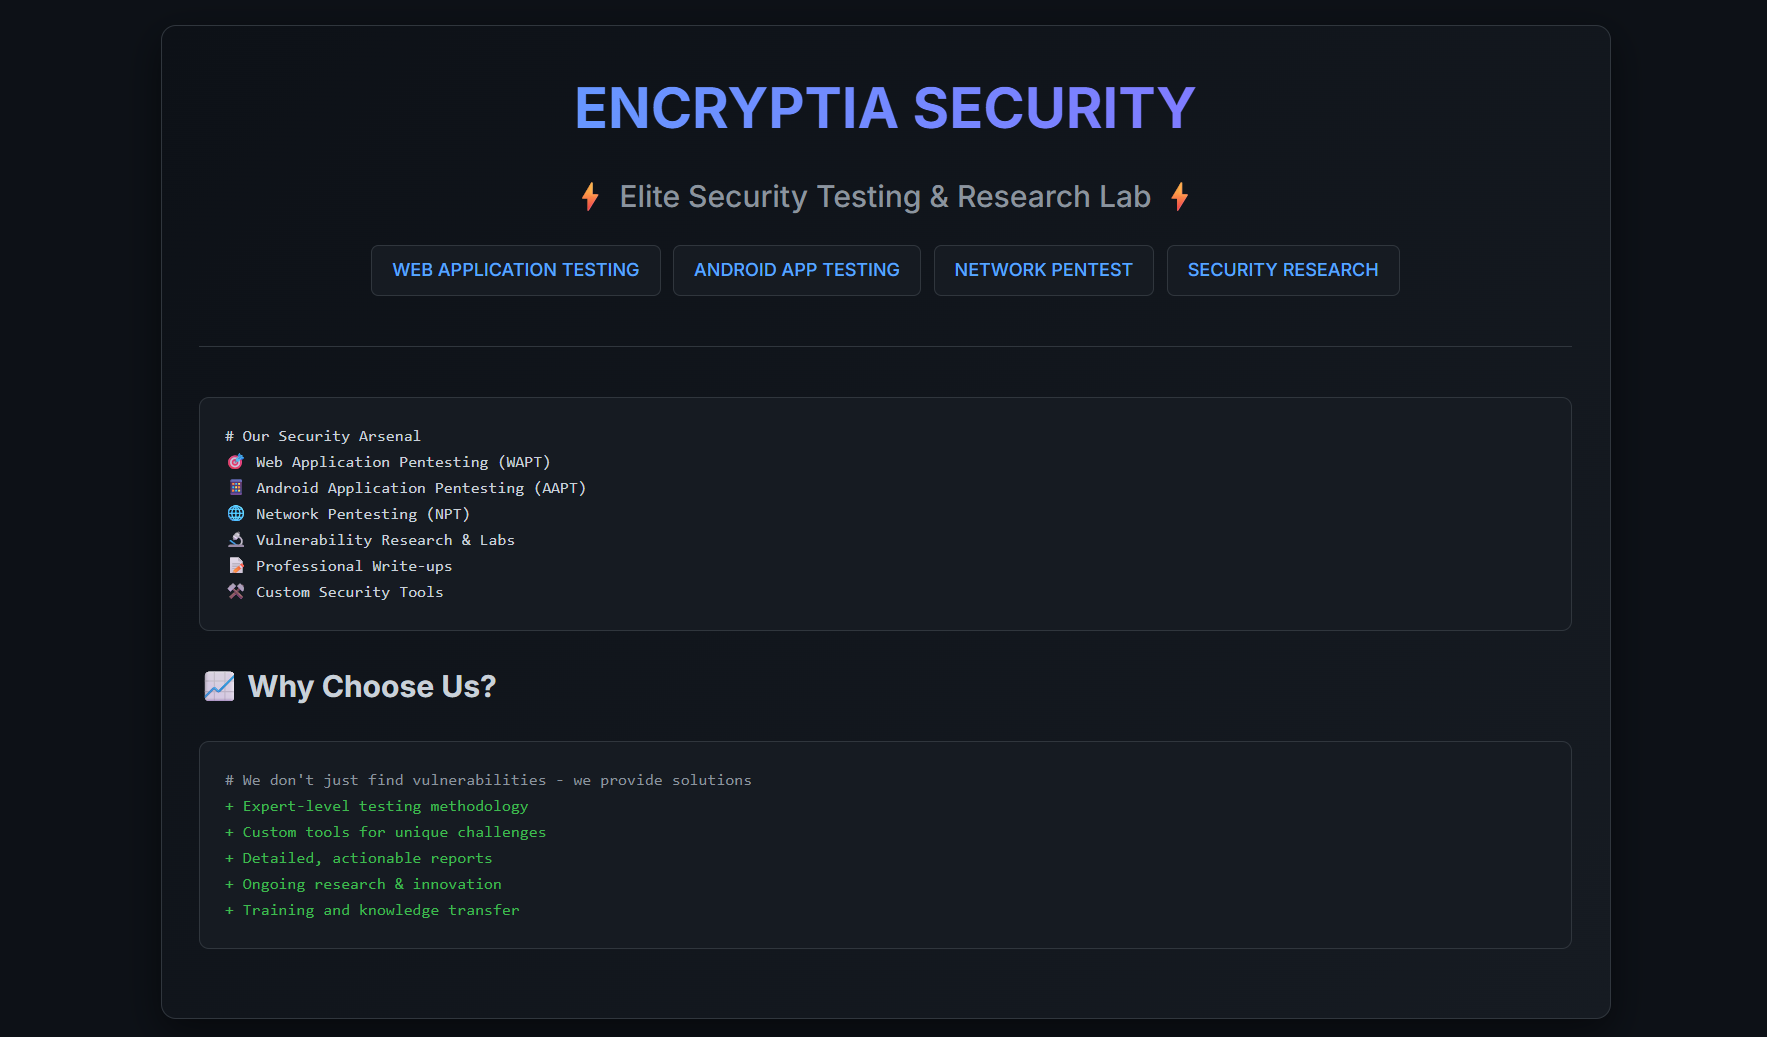 ENCRYPTIA SECURITY
⚡ Elite Security Testing & Research Lab ⚡
WEB APPLICATION TESTING
ANDROID APP TESTING
NETWORK PENTEST
SECURITY RESEARCH
# Our Security Arsenal
🎯 Web Application Pentesting (WAPT)
📱 Android Application Pentesting (AAPT)
🌐 Network Pentesting (NPT)
🔬 Vulnerability Research & Labs
📝 Professional Write-ups
⚒️ Custom Security Tools
📈 Why Choose Us?
# We don't just find vulnerabilities - we provide solutions
+ Expert-level testing methodology
+ Custom tools for unique challenges
+ Detailed, actionable reports
+ Ongoing research & innovation
+ Training and knowledge transfer